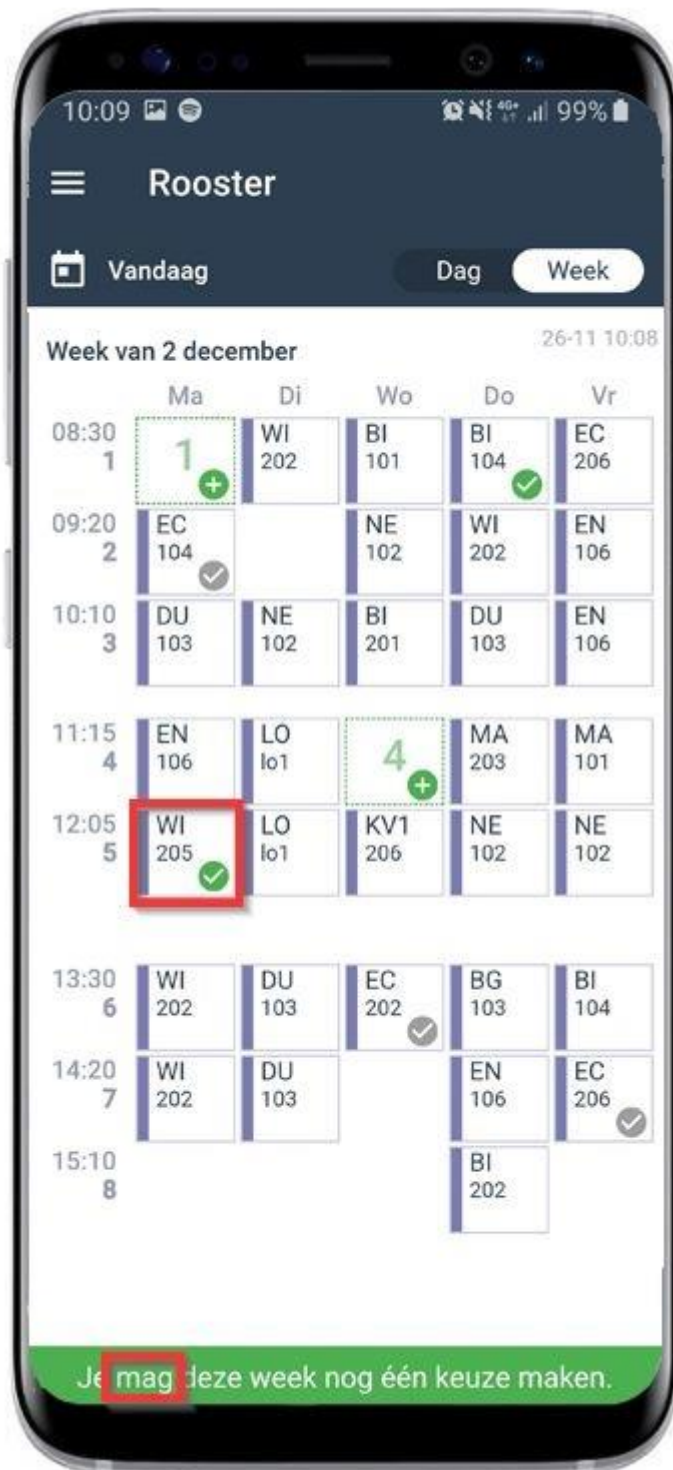 10:09 4G+ 99%
Rooster
Vandaag Dag Week
Week van 2 december 26-11 10:08
Ma Di Wo Do Vr
08:30 1 WI BI BI EC
1 202 101 104 206
09:20 EC NE WI EN
2 104 102 202 106
10:10 DU NE BI DU EN
3 103 102 201 103 106
11:15 EN LO 4 MA MA
4 106 lo1 203 101
12:05 WI LO KV1 NE NE
5 205 lo1 206 102 102
13:30 WI DU EC BG BI
6 202 103 202 103 104
14:20 WI DU EN EC
7 202 103 106 206
15:10 BI
8 202
Je mag deze week nog één keuze maken.